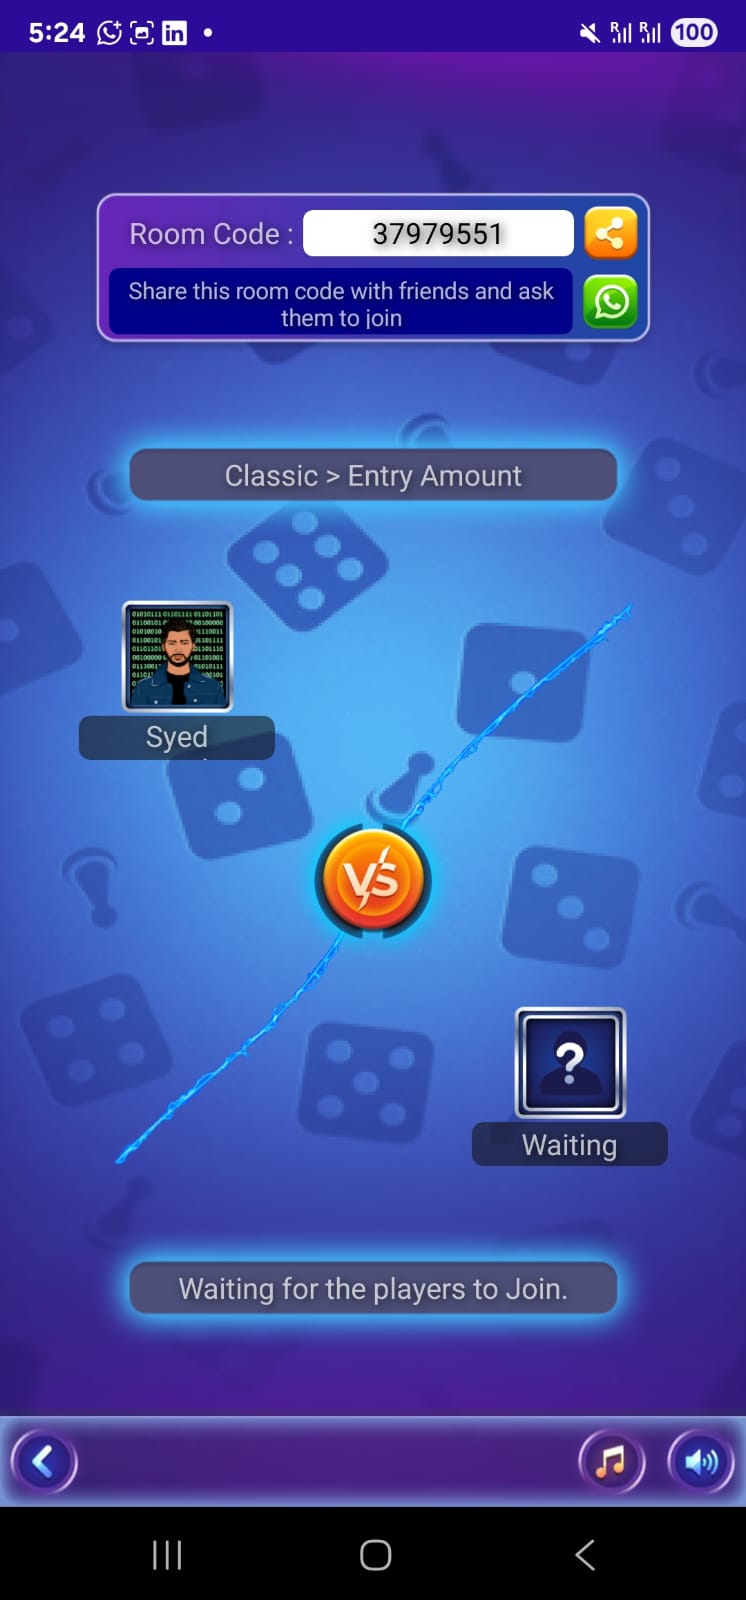 5:24
R R 100
Room Code : 37979551
Share this room code with friends and ask
them to join
Classic > Entry Amount
Syed
VS
?
Waiting
Waiting for the players to Join.